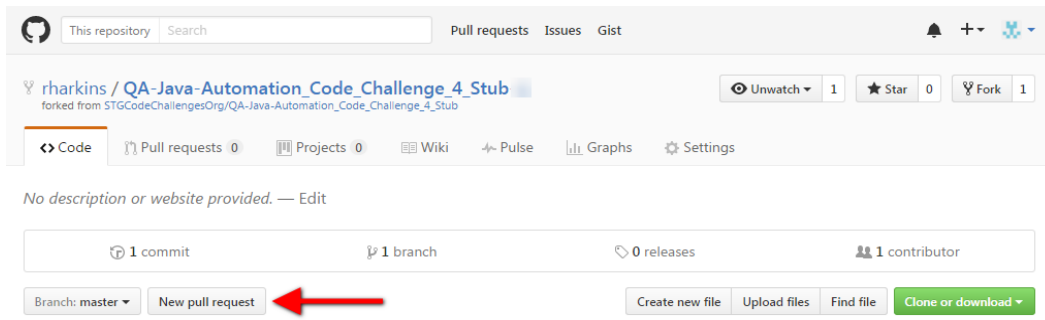 This repository Search Pull requests Issues Gist
rharkins / QA-Java-Automation_Code_Challenge_4_Stub Unwatch 1 Star 0 Fork 1
forked from STGCodeChallengesOrg/QA-Java-Automation_Code_Challenge_4_Stub
Code Pull requests 0 Projects 0 Wiki Pulse Graphs Settings
No description or website provided. — Edit
1 commit 1 branch 0 releases 1 contributor
Branch: master New pull request Create new file Upload files Find file Clone or download